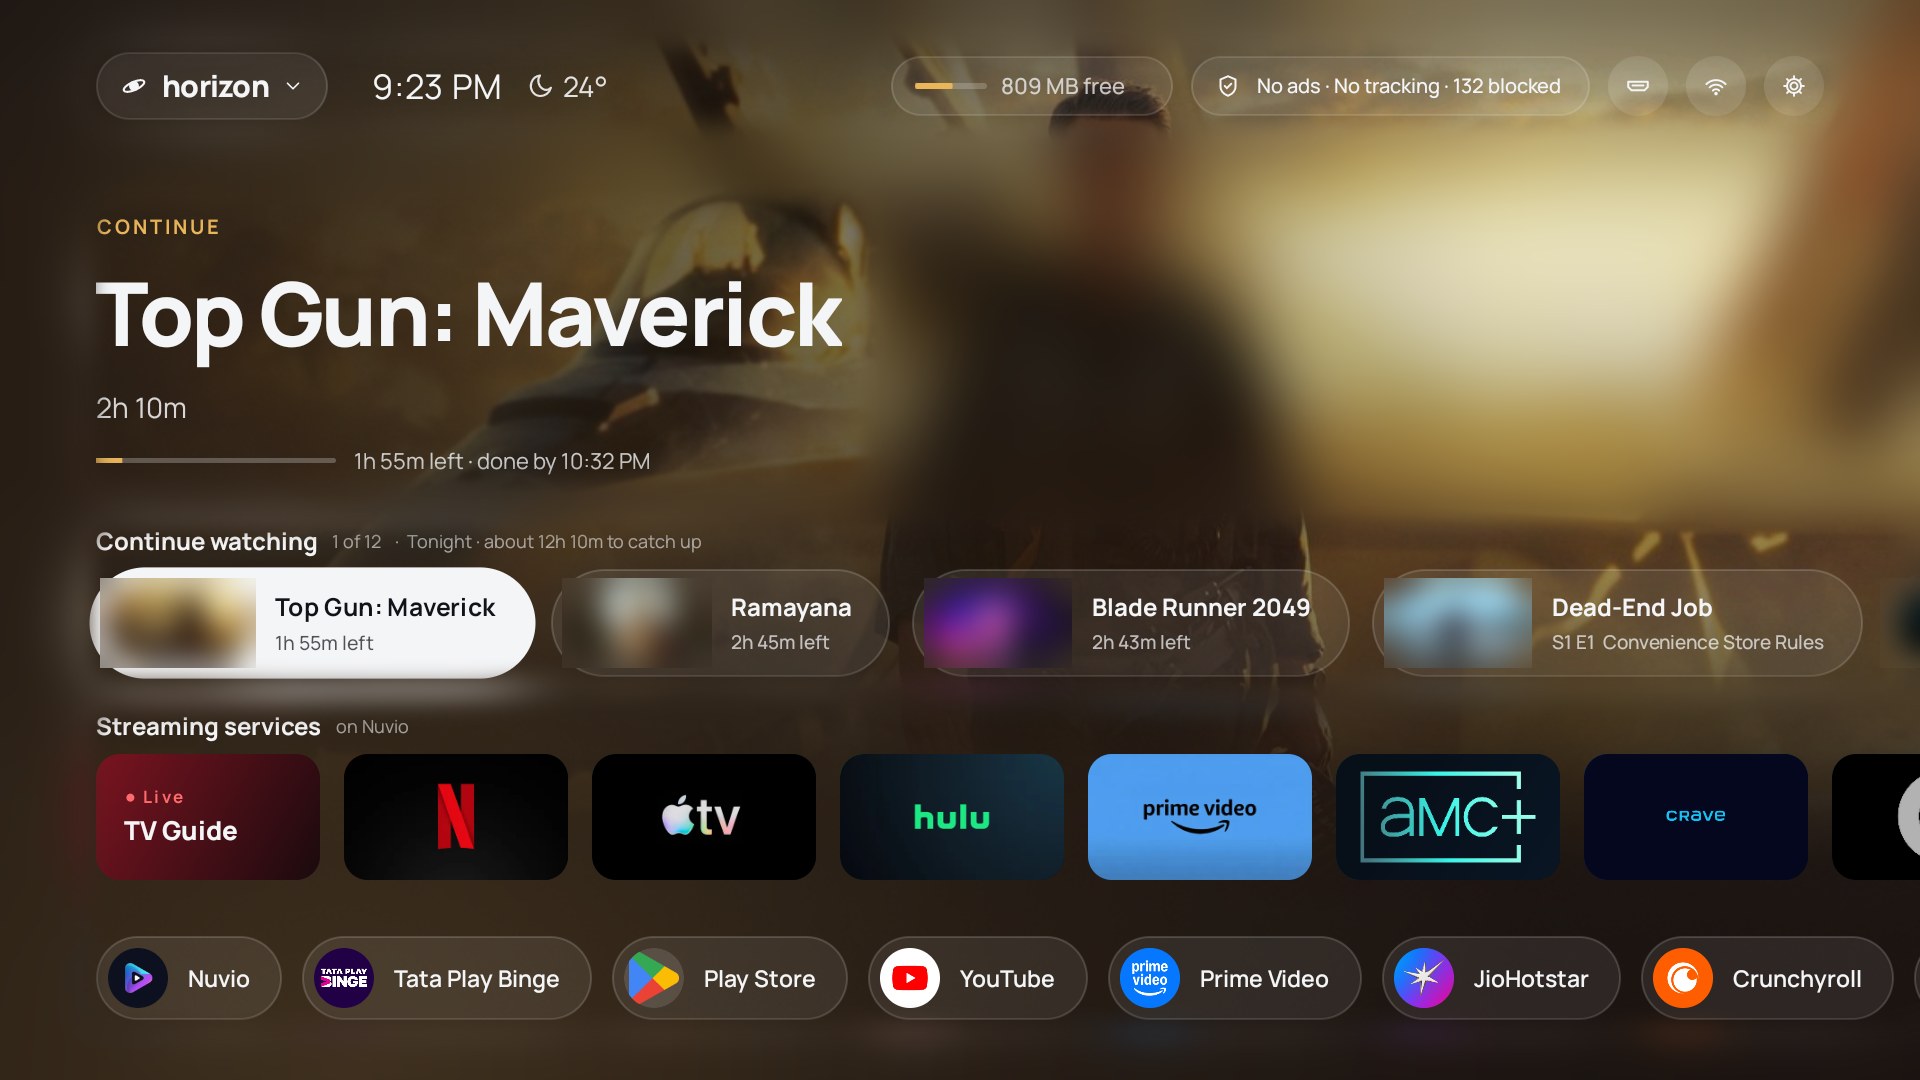 horizon
9:23 PM 24°
809 MB free
No ads · No tracking · 132 blocked
CONTINUE
Top Gun: Maverick
2h 10m
1h 55m left · done by 10:32 PM
Continue watching 1 of 12 · Tonight · about 12h 10m to catch up
Top Gun: Maverick
1h 55m left
Ramayana
2h 45m left
Blade Runner 2049
2h 43m left
Dead-End Job
S1 E1 Convenience Store Rules
Streaming services on Nuvio
• Live
TV Guide
N
tv
hulu
prime video
aMC+
CRAVE
Nuvio
TATA PLAY
BINGE
Tata Play Binge
Play Store
YouTube
prime
video
Prime Video
JioHotstar
Crunchyroll